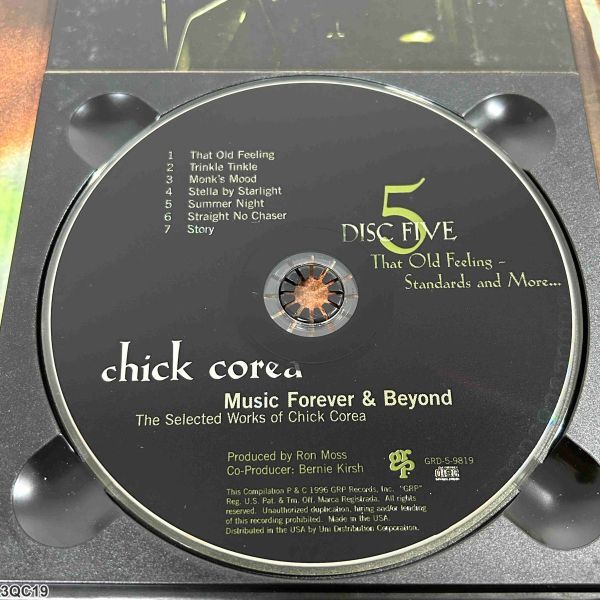 1 That Old Feeling
2 Trinkle Tinkle
3 Monk's Mood
4 Stella by Starlight
5 Summer Night
6 Straight No Chaser
7 Story
5
DISC FIVE
That Old Feeling –
Standards and More...
chick corea
Music Forever & Beyond
The Selected Works of Chick Corea
Produced by Ron Moss
Co-Producer: Bernie Kirsh
grp
GRD-5-9819
This Compilation P & C 1996 GRP Records, Inc. "GRP"
Reg. U.S. Pat. & Tm. Off. Marca Registrada. All rights
reserved. Unauthorized duplication, hiring and/or lending
of this recording prohibited. Made in the USA.
Distributed in the USA by Uni Distribution Corporation.
3QC19